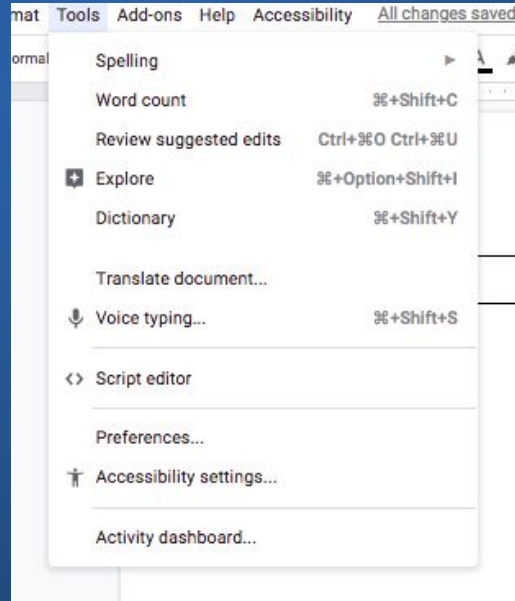 mat Tools Add-ons Help Accessibility All changes saved
ormal A
Spelling
Word count ⌘+Shift+C
Review suggested edits Ctrl+⌘O Ctrl+⌘U
Explore ⌘+Option+Shift+I
Dictionary ⌘+Shift+Y
Translate document...
Voice typing... ⌘+Shift+S
Script editor
Preferences...
Accessibility settings...
Activity dashboard...